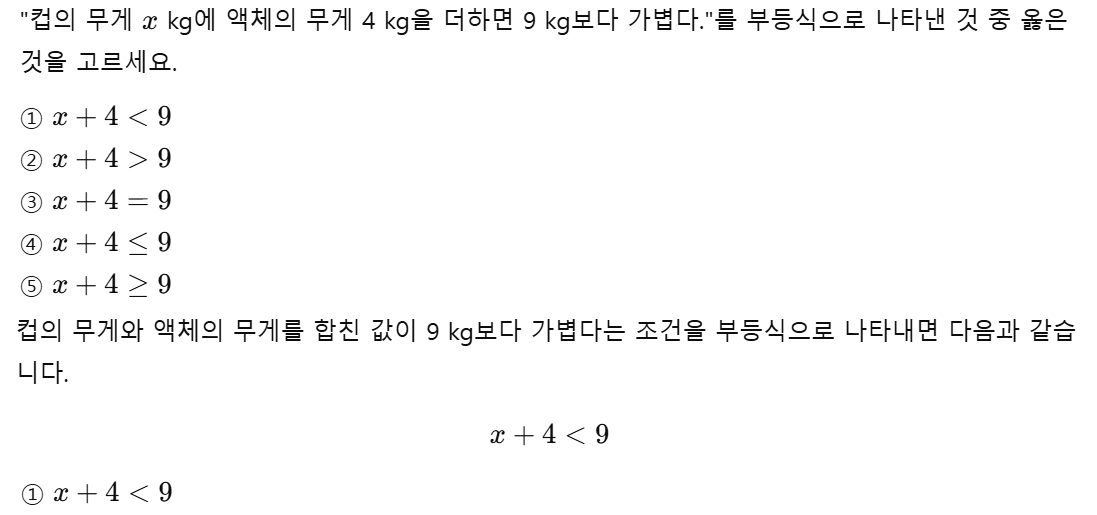 "컵의 무게 x kg에 액체의 무게 4 kg을 더하면 9 kg보다 가볍다."를 부등식으로 나타낸 것 중 옳은
것을 고르세요.
① x + 4 < 9
② x + 4 > 9
③ x + 4 = 9
④ x + 4 ≤ 9
⑤ x + 4 ≥ 9
컵의 무게와 액체의 무게를 합친 값이 9 kg보다 가볍다는 조건을 부등식으로 나타내면 다음과 같습
니다.
x + 4 < 9
① x + 4 < 9